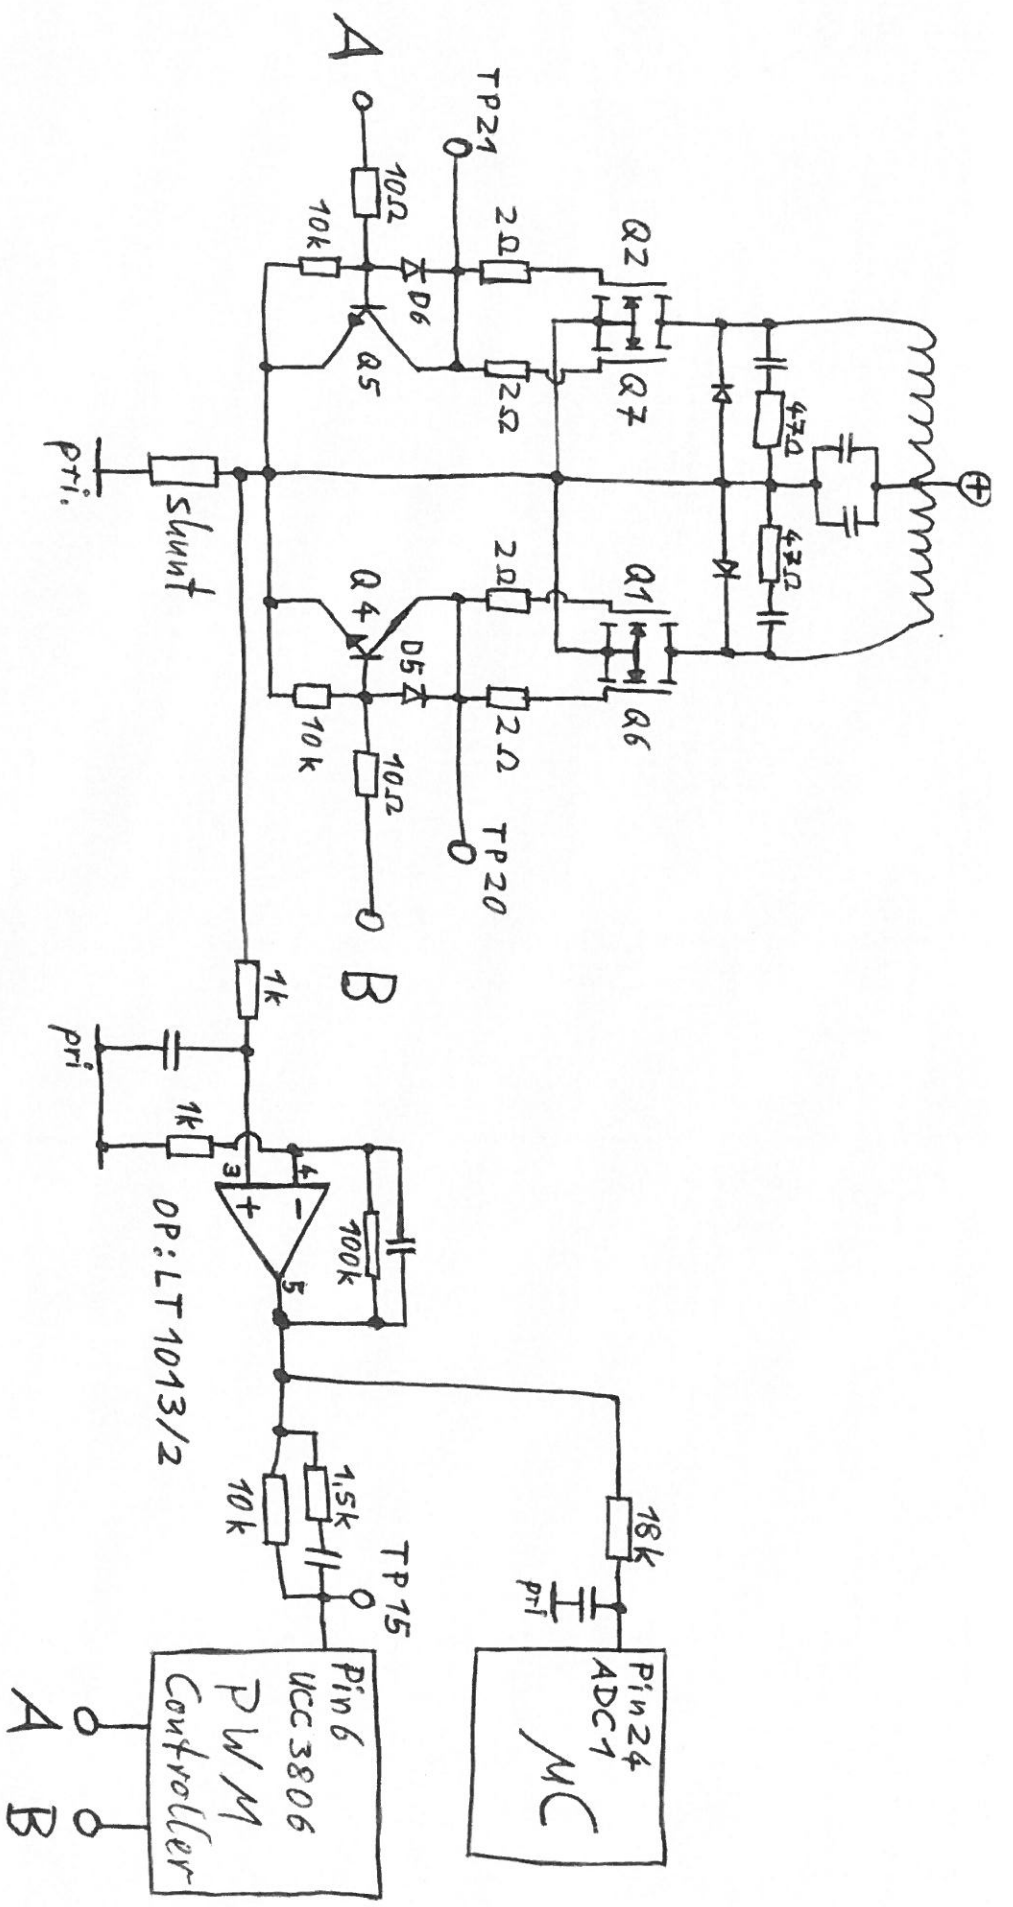 A
TP21
10Ω
10k
D6
Q5
2Ω
2Ω
Q2
Q7
47Ω
+
47Ω
pri.
shunt
2Ω
Q1
Q4
D5
10k
10Ω
2Ω
Q6
TP20
B
1k
pri
1k
3
4
+
-
5
100k
OP: LT1013/2
18k
10k
1,5k
TP15
pri
Pin24
ADC1
µC
Pin6
UCC3806
PWM
Controller
A
B